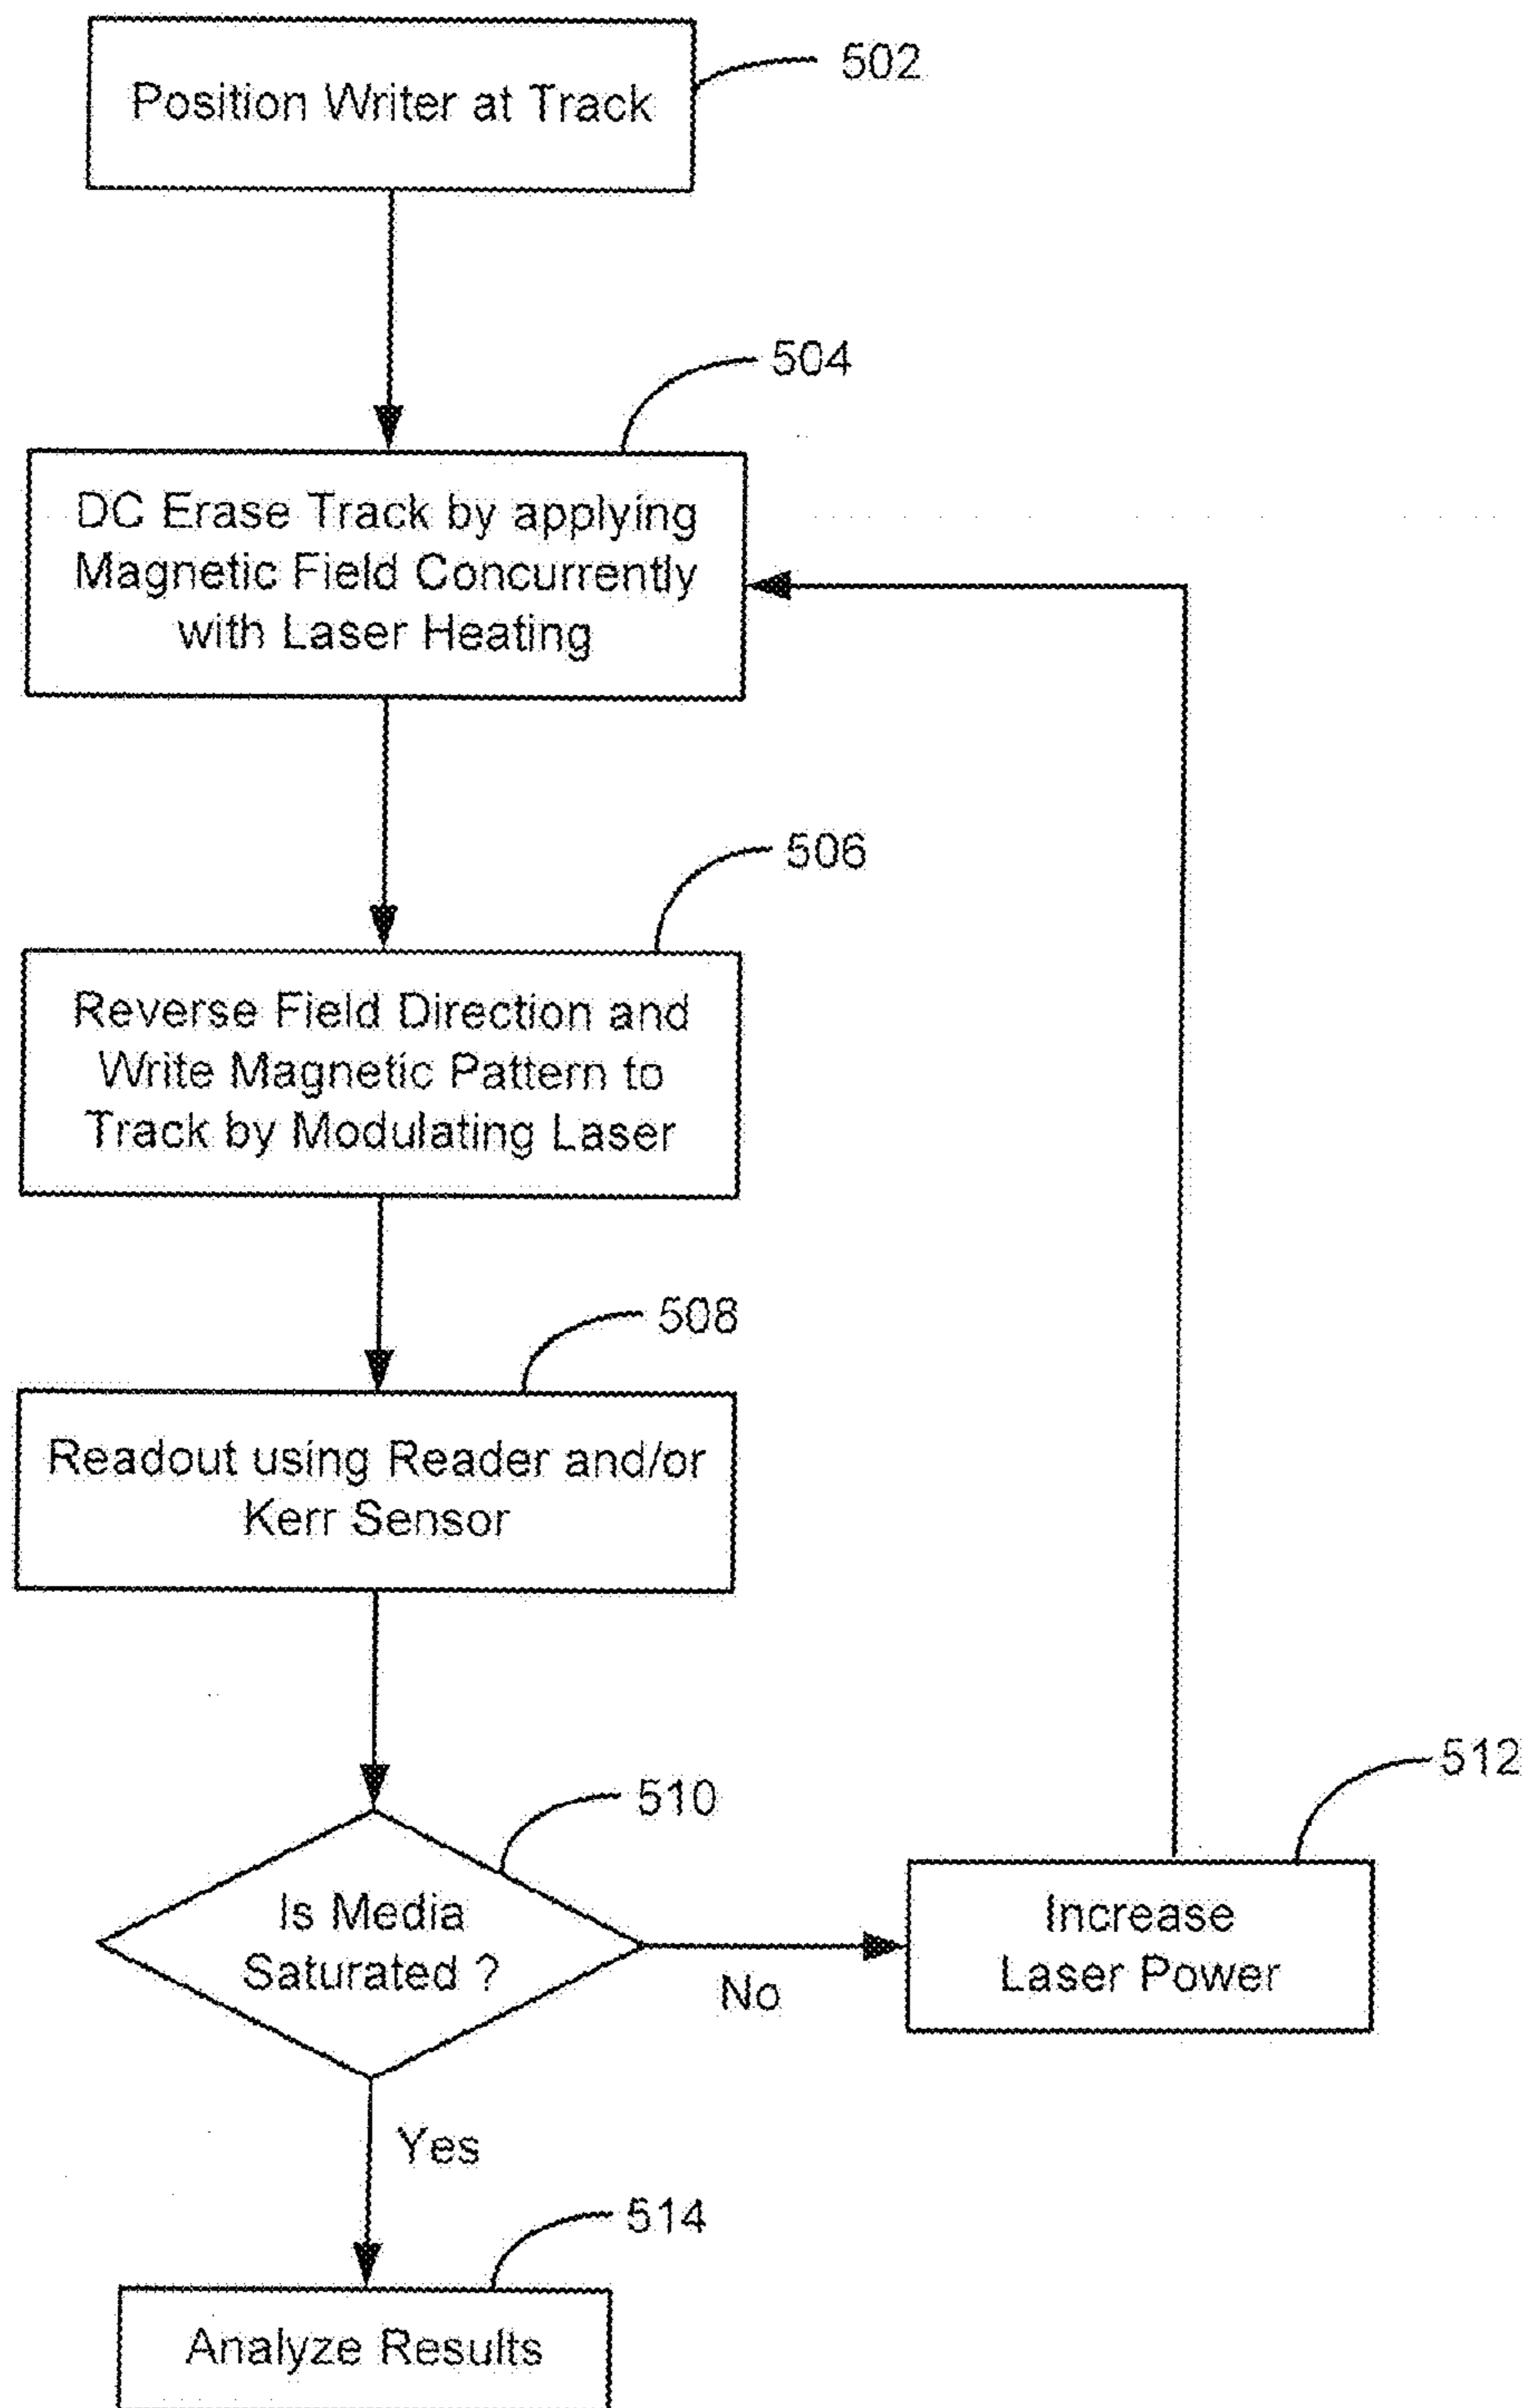 Position Writer at Track
502
504
DC Erase Track by applying
Magnetic Field Concurrently
with Laser Heating
506
Reverse Field Direction and
Write Magnetic Pattern to
Track by Modulating Laser
508
Readout using Reader and/or
Kerr Sensor
510
Is Media
Saturated ?
No
512
Increase
Laser Power
Yes
514
Analyze Results